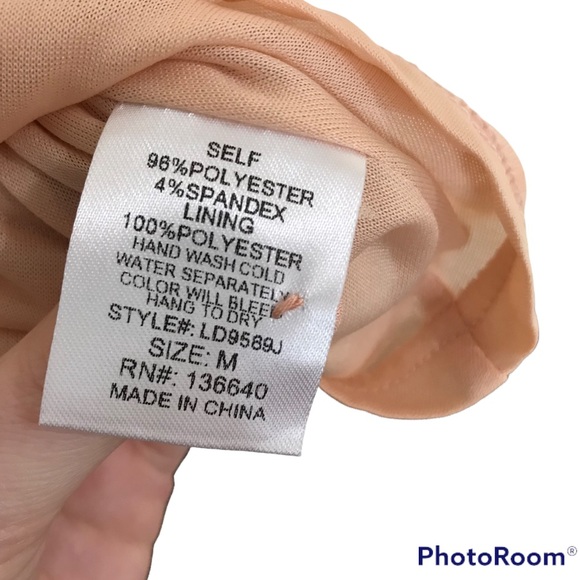 SELF
96%POLYESTER
4%SPANDEX
LINING
100%POLYESTER
HAND WASH COLD
WATER SEPARATELY
COLOR WILL BLEED
HANG TO DRY
STYLE#: LD9589J
SIZE: M
RN#: 136640
MADE IN CHINA
PhotoRoom®